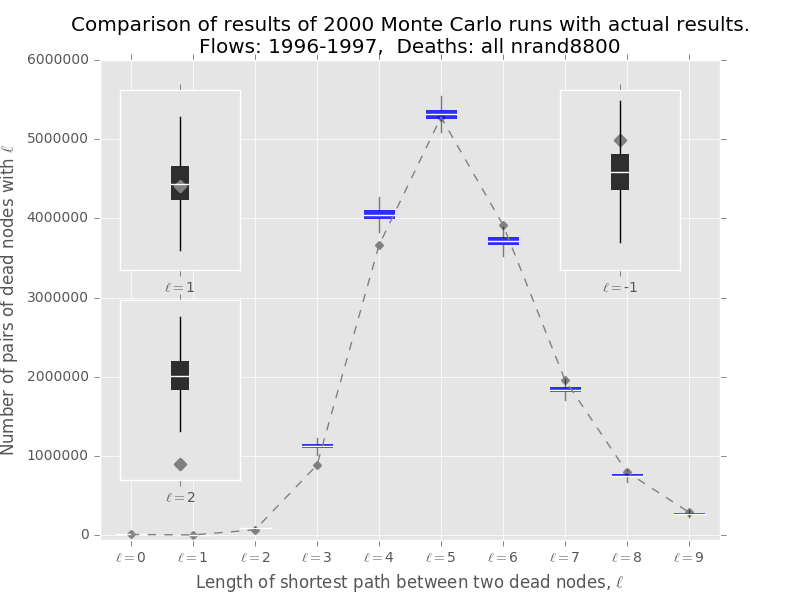 Comparison of results of 2000 Monte Carlo runs with actual results.
Flows: 1996-1997,  Deaths: all nrand8800
Number of pairs of dead nodes with ℓ
6000000
5000000
4000000
3000000
2000000
1000000
0
ℓ=1
ℓ=2
ℓ=-1
ℓ=0 ℓ=1 ℓ=2 ℓ=3 ℓ=4 ℓ=5 ℓ=6 ℓ=7 ℓ=8 ℓ=9
Length of shortest path between two dead nodes, ℓ